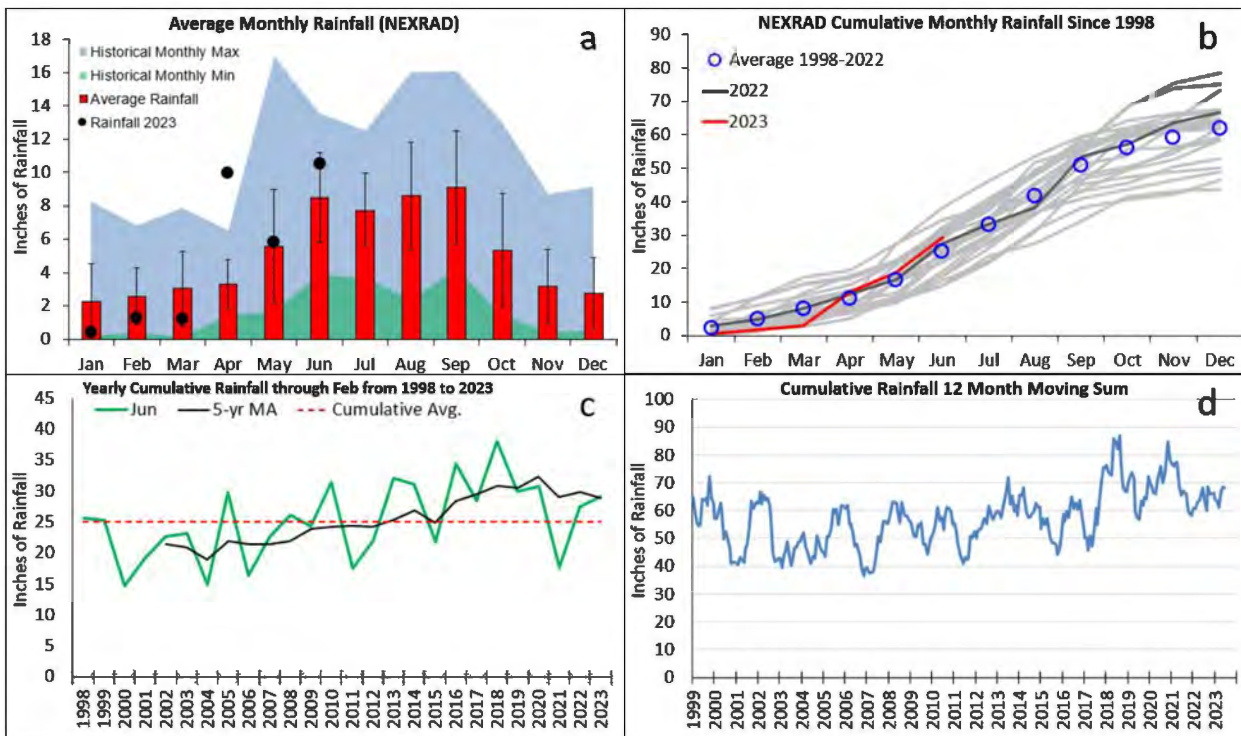 Average Monthly Rainfall (NEXRAD)
a
Inches of Rainfall
18
16
14
12
10
8
6
4
2
0
Historical Monthly Max
Historical Monthly Min
Average Rainfall
Rainfall 2023
Jan Feb Mar Apr May Jun Jul Aug Sep Oct Nov Dec
NEXRAD Cumulative Monthly Rainfall Since 1998
b
Inches of Rainfall
90
80
70
60
50
40
30
20
10
0
Average 1998-2022
2022
2023
Jan Feb Mar Apr May Jun Jul Aug Sep Oct Nov Dec
Yearly Cumulative Rainfall through Feb from 1998 to 2023
c
Jun 5-yr MA Cumulative Avg.
Inches of Rainfall
45
40
35
30
25
20
15
10
5
0
1998 1999 2000 2001 2002 2003 2004 2005 2006 2007 2008 2009 2010 2011 2012 2013 2014 2015 2016 2017 2018 2019 2020 2021 2022 2023
Cumulative Rainfall 12 Month Moving Sum
d
Inches of Rainfall
100
90
80
70
60
50
40
30
20
10
0
1999 2000 2001 2002 2003 2004 2005 2006 2007 2008 2009 2010 2011 2012 2013 2014 2015 2016 2017 2018 2019 2020 2021 2022 2023